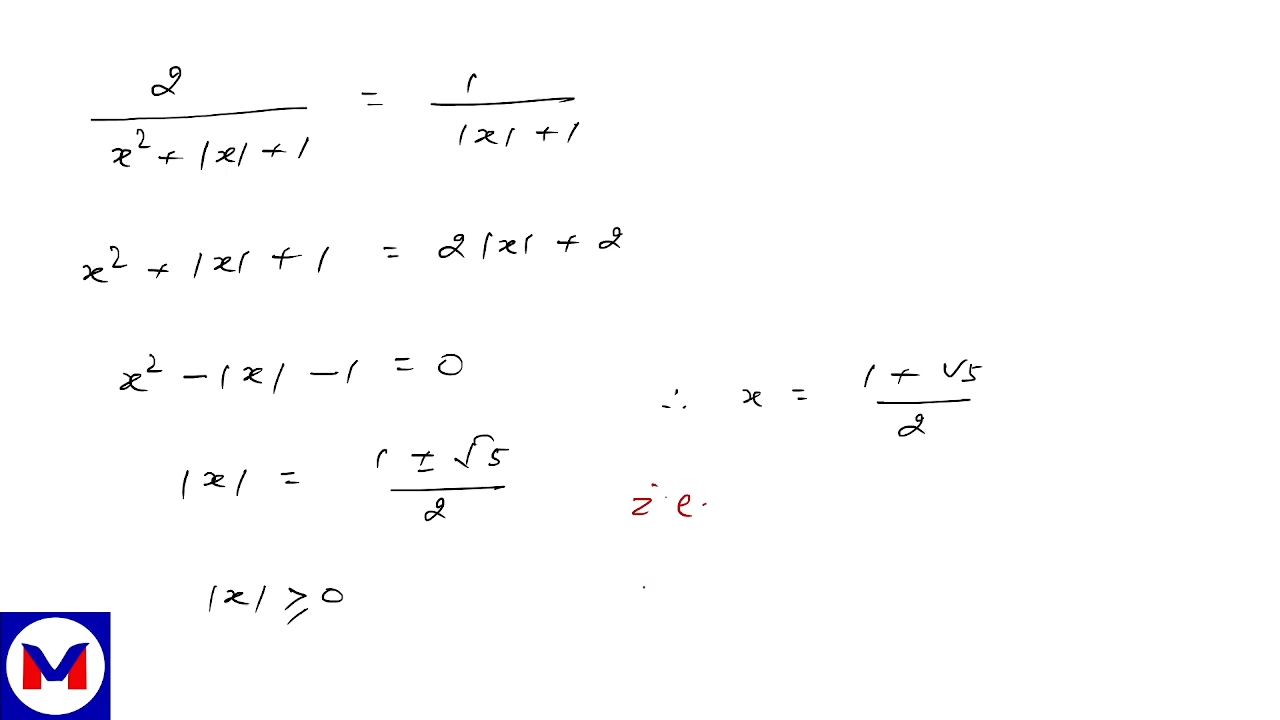 2 / (x² + |x| + 1) = 1 / (|x| + 1)
x² + |x| + 1 = 2|x| + 2
x² - |x| - 1 = 0
|x| = (1 ± √5) / 2
|x| ≥ 0
∴ x = (1 + √5) / 2
i.e.
M